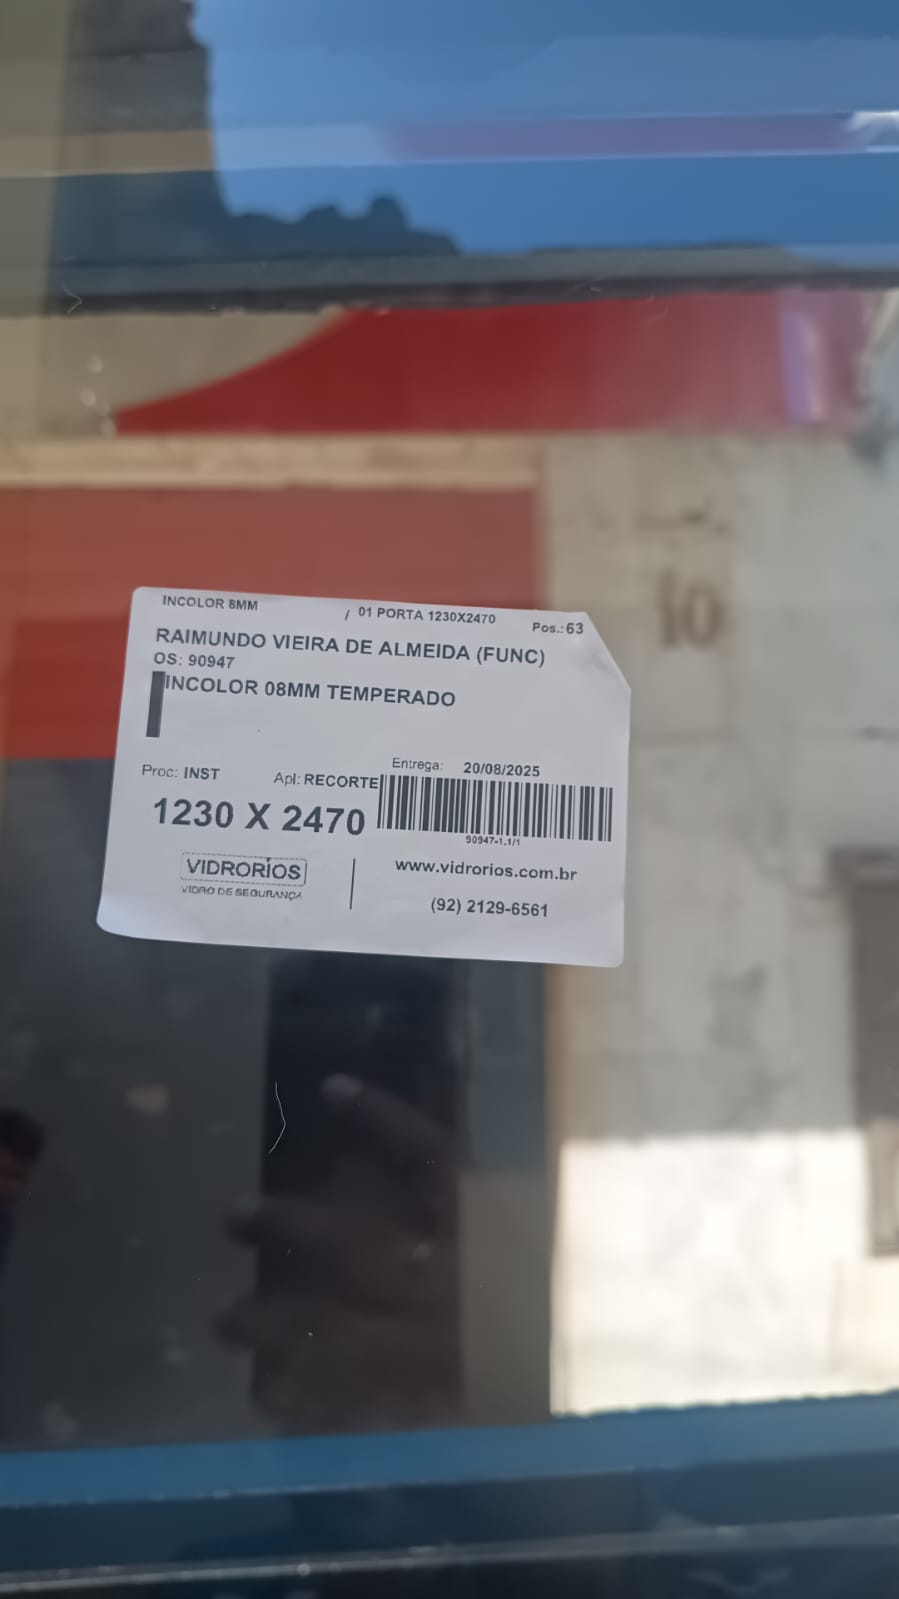 INCOLOR 8MM / 01 PORTA 1230X2470 Pos.: 63
RAIMUNDO VIEIRA DE ALMEIDA (FUNC)
OS: 90947
INCOLOR 08MM TEMPERADO
Entrega: 20/08/2025
Proc: INST Apl: RECORTE
1230 X 2470
90947-1.1/1
VIDRORIOS
VIDRO DE SEGURANÇA
www.vidrorios.com.br
(92) 2129-6561